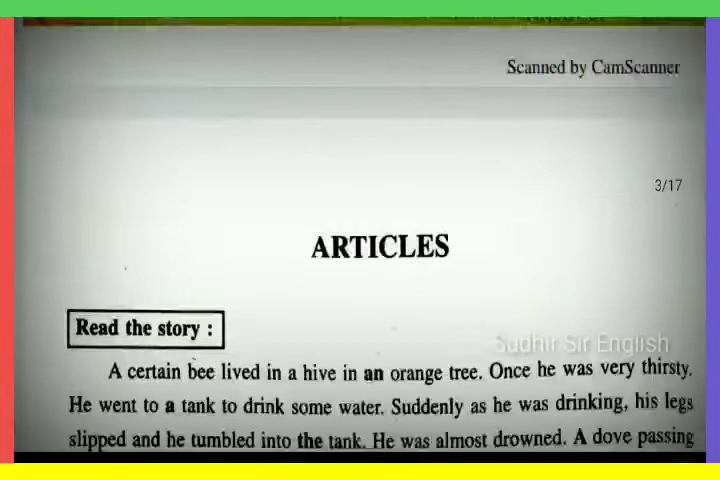 Scanned by CamScanner
3/17
ARTICLES
Read the story :
Sudhir Sir English
A certain bee lived in a hive in an orange tree. Once he was very thirsty.
He went to a tank to drink some water. Suddenly as he was drinking, his legs
slipped and he tumbled into the tank. He was almost drowned. A dove passing